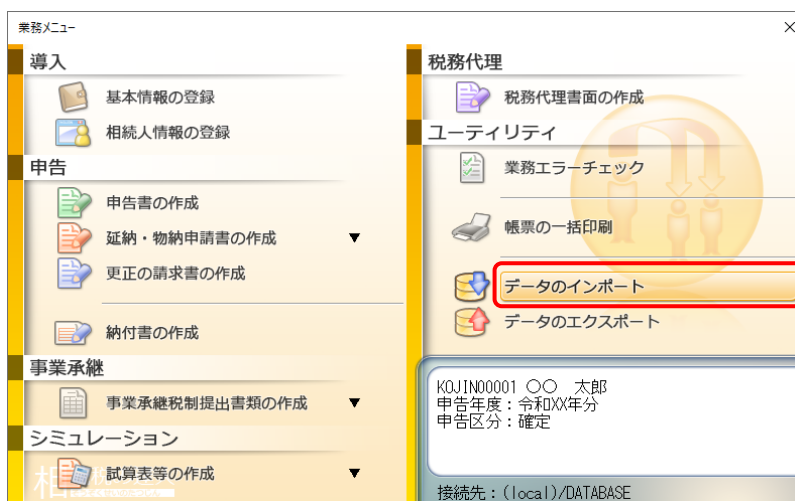 業務メニュー
導入
基本情報の登録
相続人情報の登録
申告
申告書の作成
延納・物納申請書の作成 ▼
更正の請求書の作成
納付書の作成
事業承継
事業承継税制提出書類の作成 ▼
シミュレーション
試算表等の作成 ▼
税務代理
税務代理書面の作成
ユーティリティ
業務エラーチェック
帳票の一括印刷
データのインポート
データのエクスポート
KOJIN00001 〇〇 太郎
申告年度：令和XX年分
申告区分：確定
接続先：(local)/DATABASE